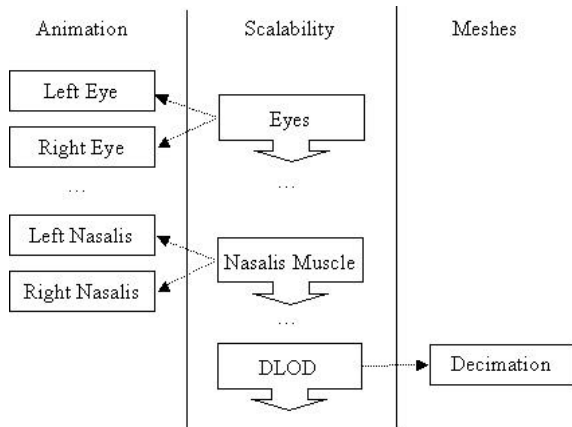 Animation
Scalability
Meshes
Left Eye
Eyes
Right Eye
...
...
Left Nasalis
Nasalis Muscle
Right Nasalis
...
DLOD
Decimation